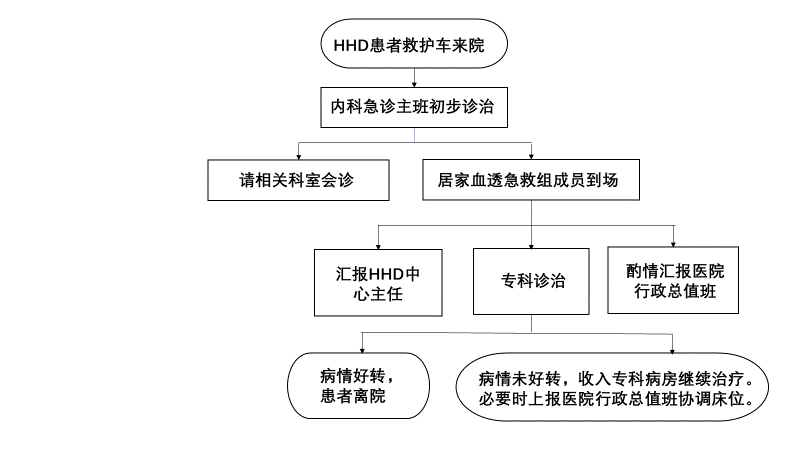 HHD患者救护车来院
内科急诊主班初步诊治
请相关科室会诊
居家血透急救组成员到场
汇报HHD中
心主任
专科诊治
酌情汇报医院
行政总值班
病情好转，
患者离院
病情未好转，收入专科病房继续治疗。
必要时上报医院行政总值班协调床位。